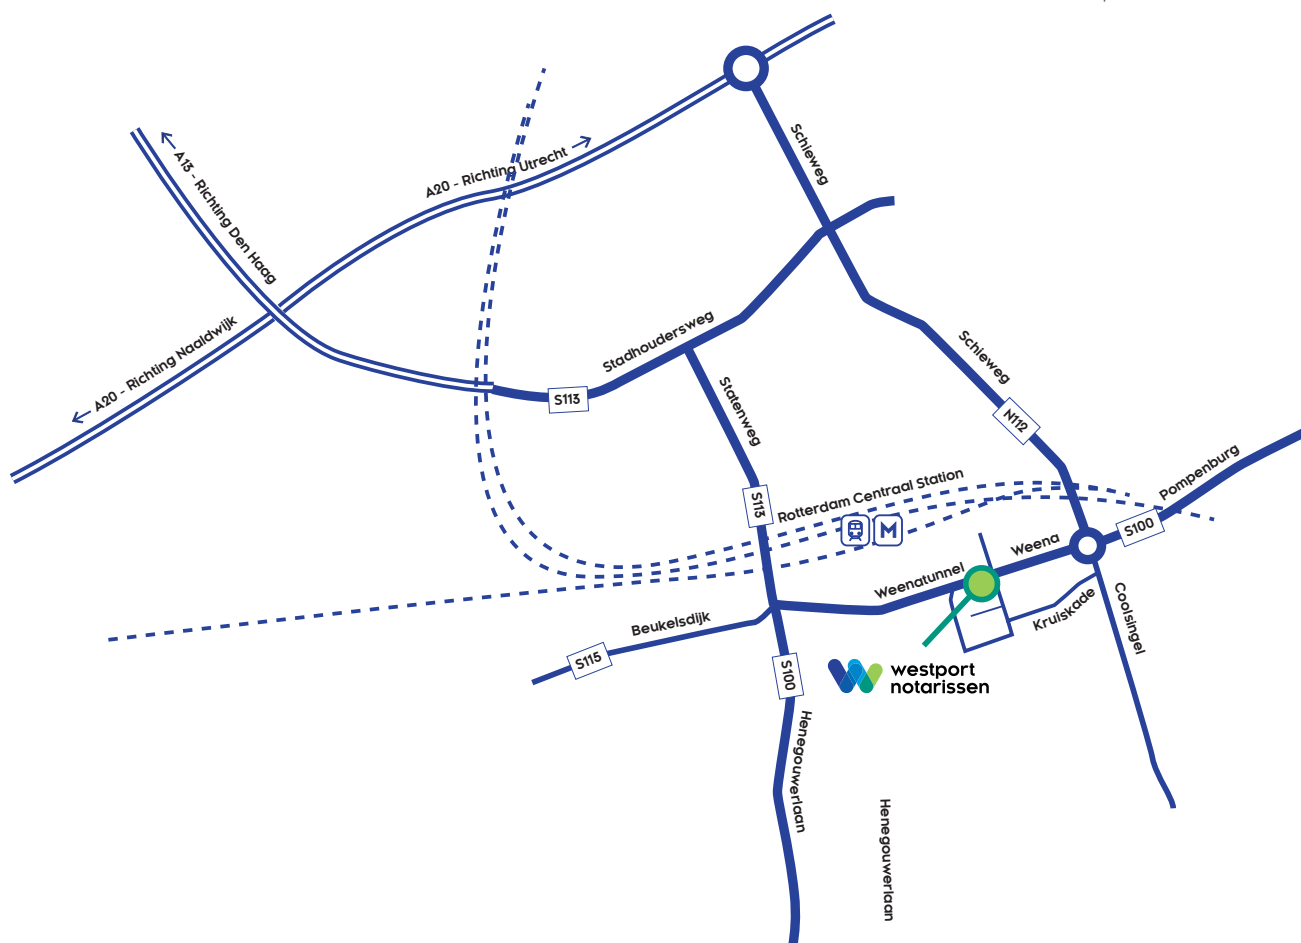 Schieweg
A20 - Richting Utrecht
A13 - Richting Den Haag
A20 - Richting Naaldwijk
Stadhoudersweg
S113
Schieweg
Statenweg
N112
Pompenburg
S113
Rotterdam Centraal Station
M
S100
Weena
Weenatunnel
Kruiskade
Coolsingel
Beukelsdijk
S115
S100
westport
notarissen
Henegouwerlaan
Henegouwerlaan